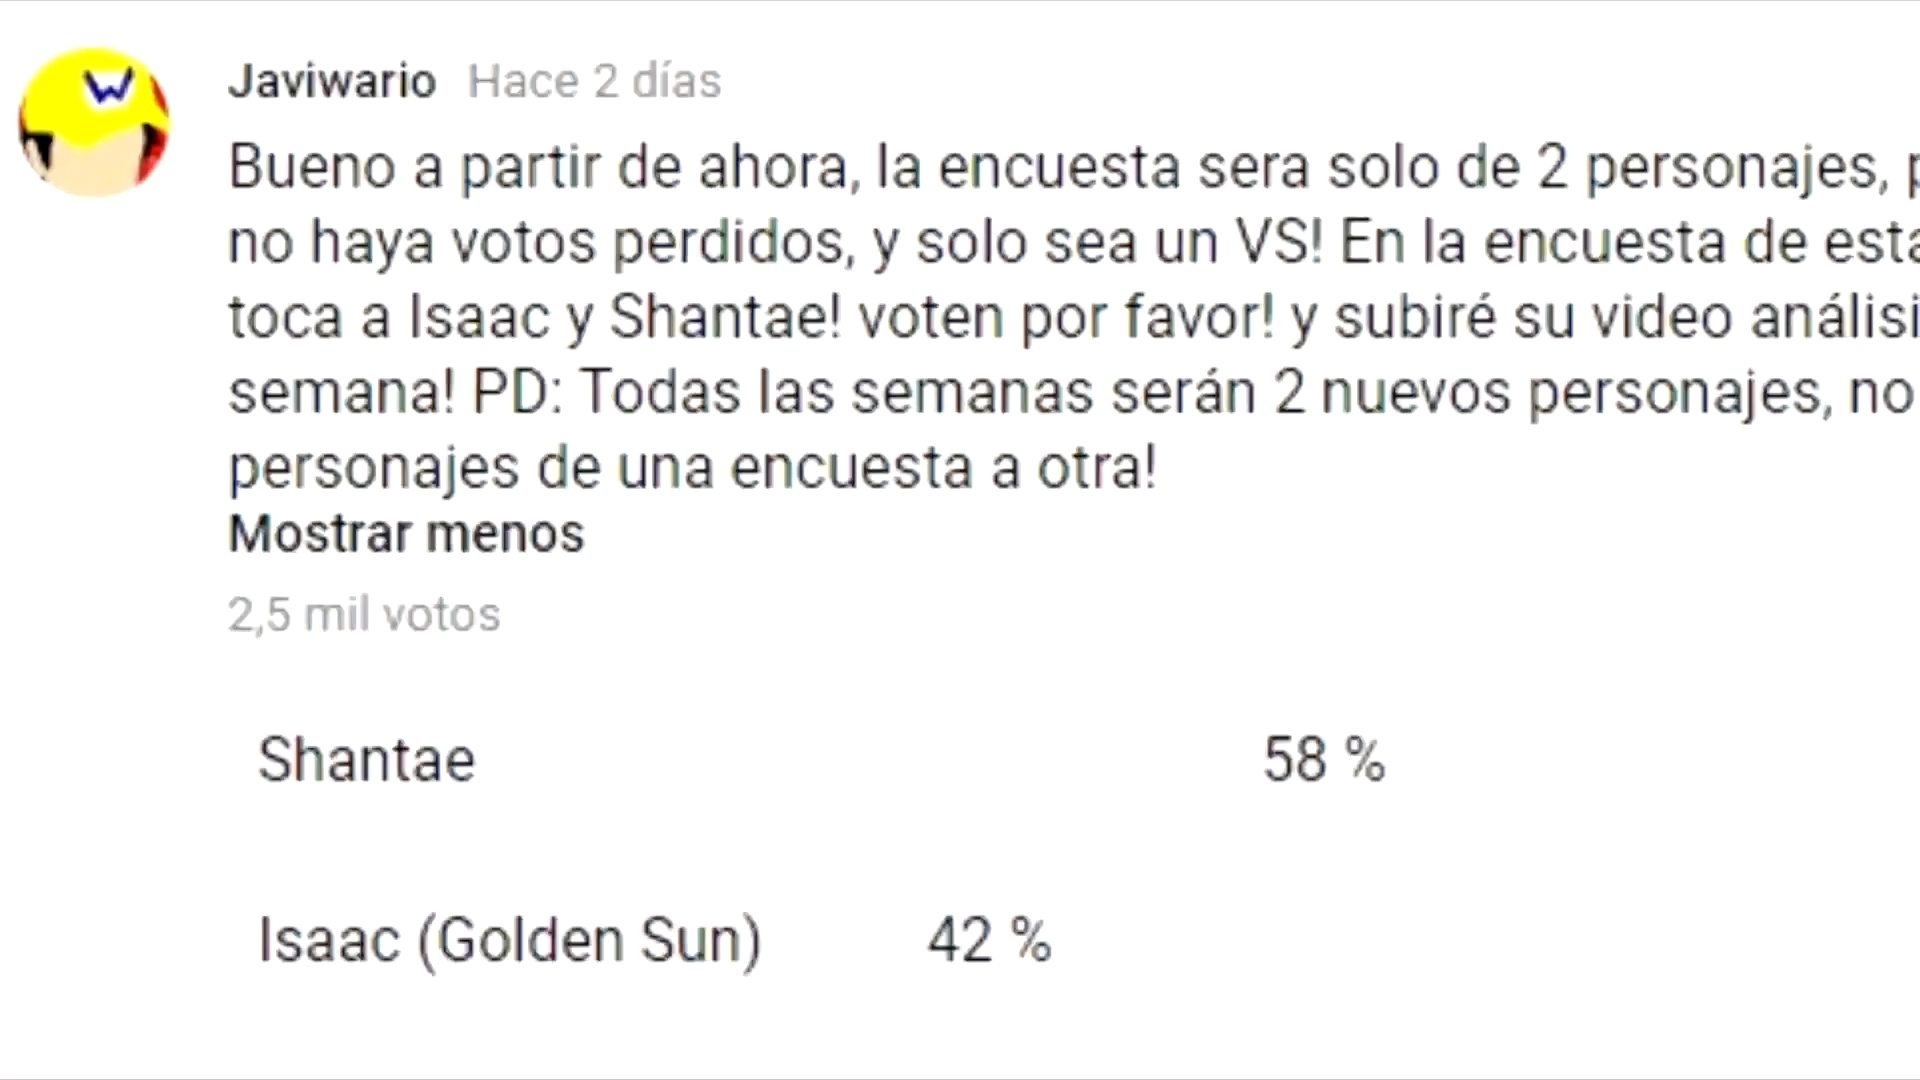 W
Javiwario Hace 2 días
Bueno a partir de ahora, la encuesta sera solo de 2 personajes,
no haya votos perdidos, y solo sea un VS! En la encuesta de esta
toca a Isaac y Shantae! voten por favor! y subiré su video
semana! PD: Todas las semanas serán 2 nuevos personajes, no
personajes de una encuesta a otra!
Mostrar menos
2,5 mil votos
Shantae 58 %
Isaac (Golden Sun) 42 %